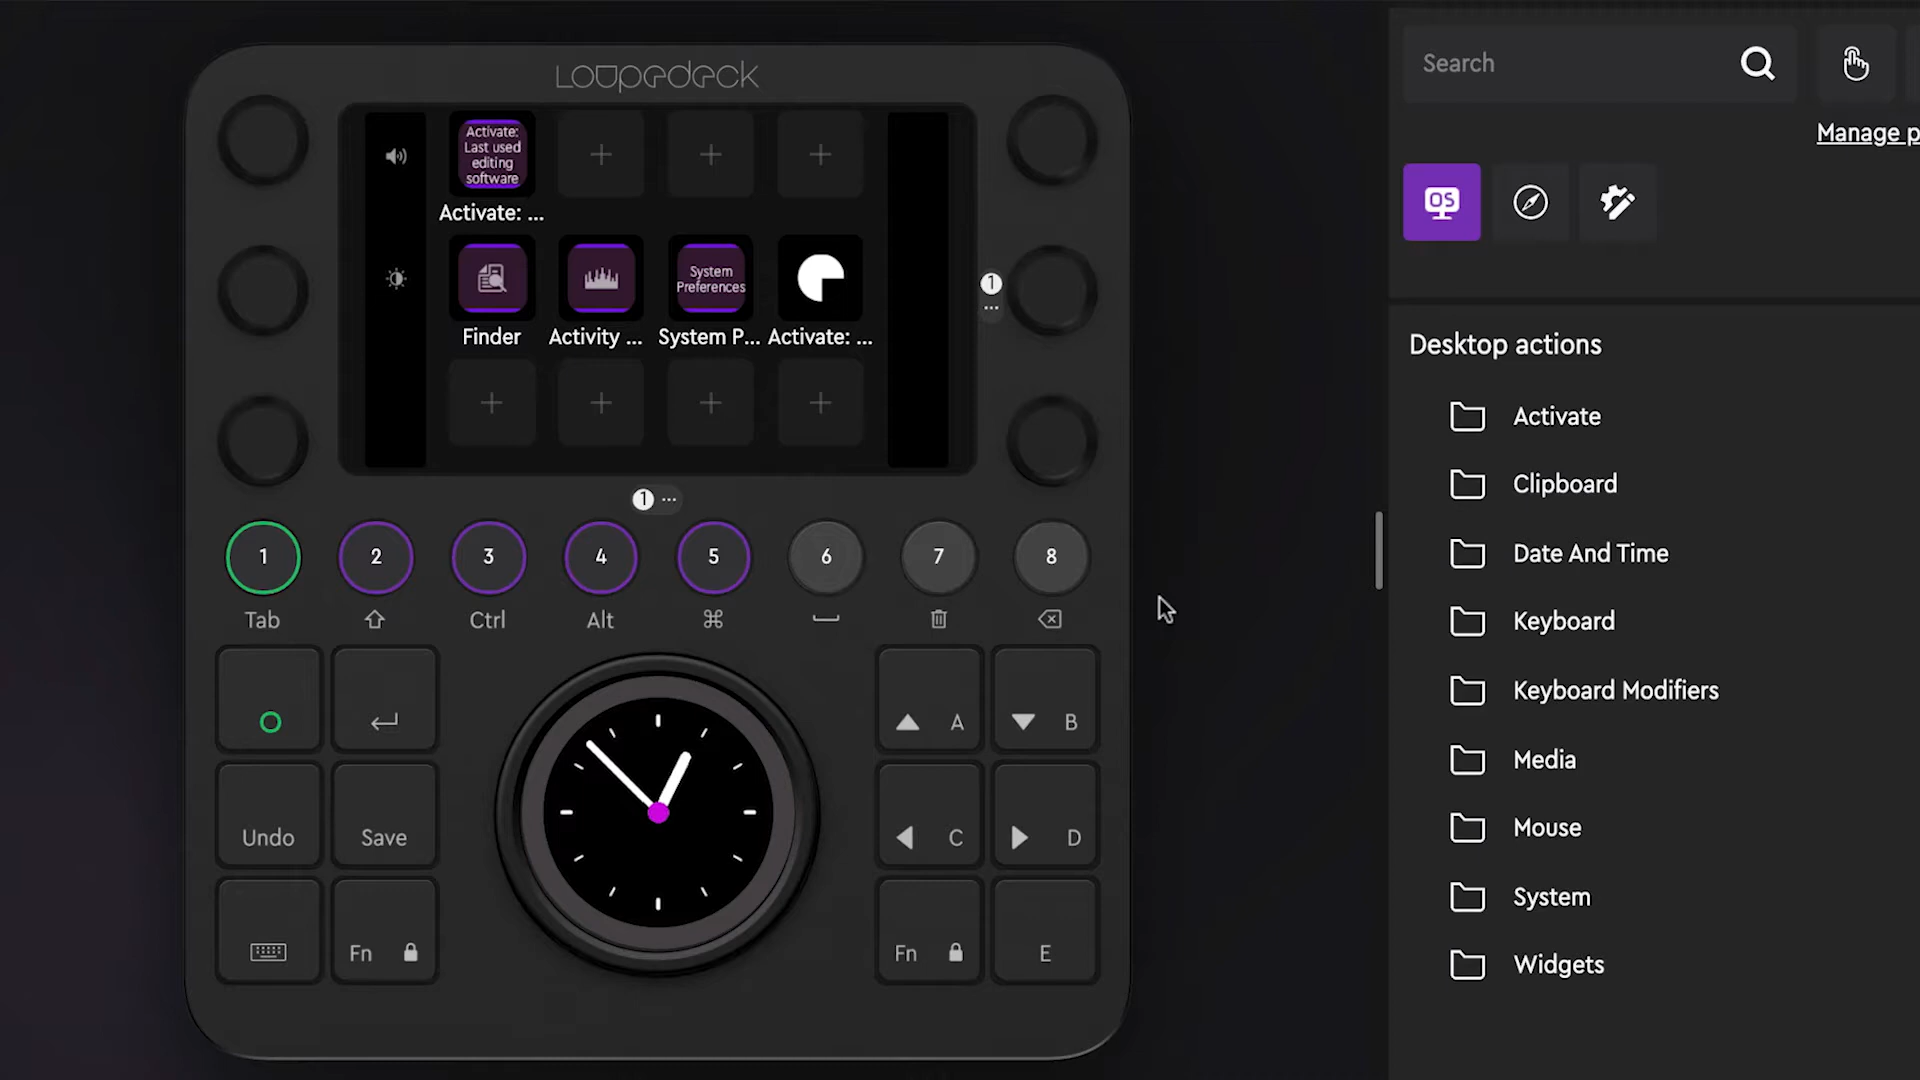 Loupedeck
Search
Manage p
Activate:
Last used
editing
software
Activate: ...
OS
System
Preferences
Finder
Activity ...
System P...
Activate: ...
1
...
Desktop actions
Activate
Clipboard
Date And Time
Keyboard
Keyboard Modifiers
Media
Mouse
System
Widgets
1 ...
1 2 3 4 5 6 7 8
Tab Ctrl Alt ⌘
A B
Undo Save C D
Fn Fn E